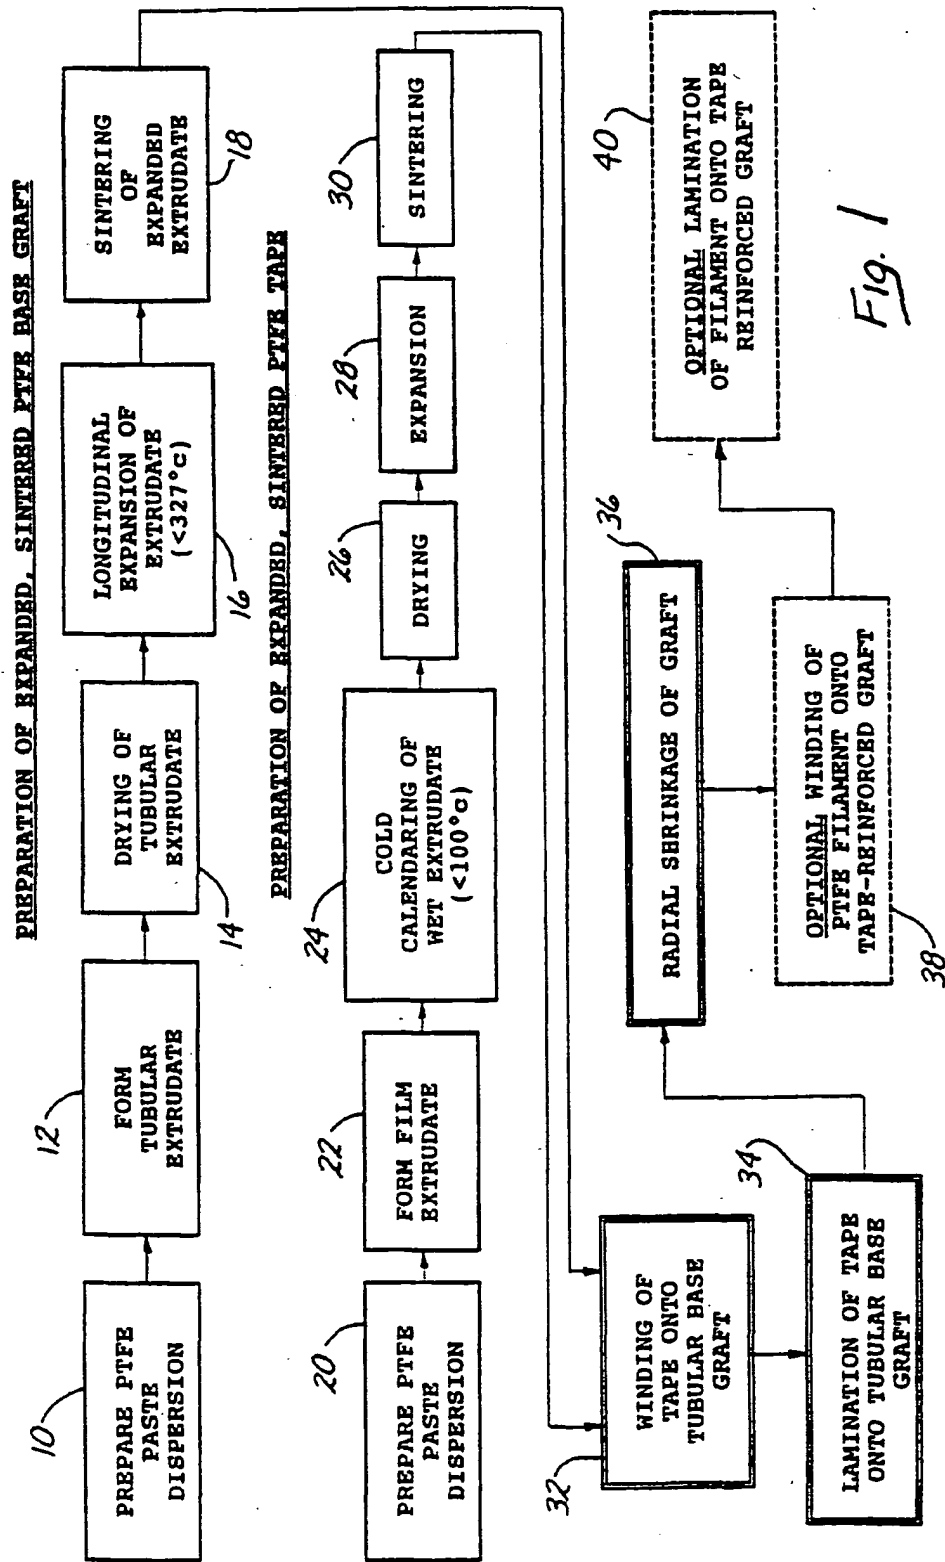 PREPARATION OF EXPANDED, SINTERED PTFE BASE GRAFT
10
PREPARE PTFE
PASTE
DISPERSION
12
FORM
TUBULAR
EXTRUDATE
14
DRYING OF
TUBULAR
EXTRUDATE
16
LONGITUDINAL
EXPANSION OF
EXTRUDATE
(<327°c)
18
SINTERING
OF
EXPANDED
EXTRUDATE
PREPARATION OF EXPANDED, SINTERED PTFE TAPE
20
PREPARE PTFE
PASTE
DISPERSION
22
FORM FILM
EXTRUDATE
24
COLD
CALENDARING OF
WET EXTRUDATE
(<100°c)
26
DRYING
28
EXPANSION
30
SINTERING
32
WINDING OF
TAPE ONTO
TUBULAR BASE
GRAFT
34
LAMINATION OF TAPE
ONTO TUBULAR BASE
GRAFT
36
RADIAL SHRINKAGE OF GRAFT
38
OPTIONAL WINDING OF
PTFE FILAMENT ONTO
TAPE-REINFORCED GRAFT
40
OPTIONAL LAMINATION
OF FILAMENT ONTO TAPE
REINFORCED GRAFT
Fig. 1